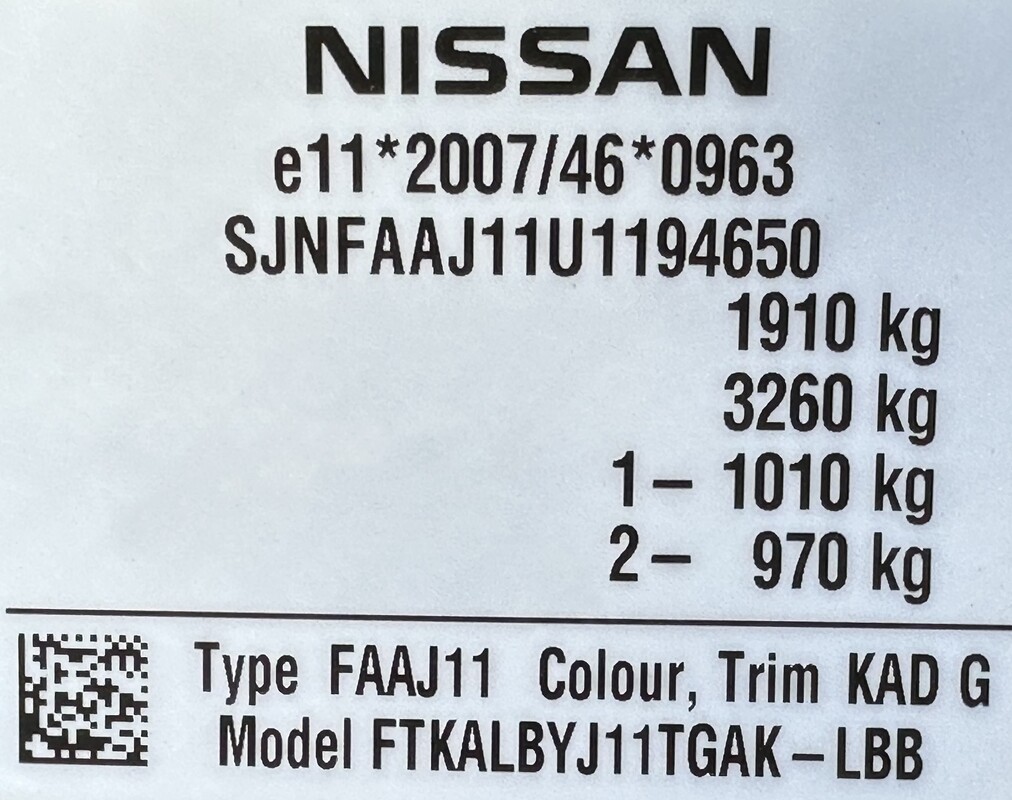 NISSAN
e11*2007/46*0963
SJNFAAJ11U1194650
1910 kg
3260 kg
1 – 1010 kg
2 – 970 kg
Type FAAJ11 Colour, Trim KAD G
Model FTKALBYJ11TGAK – LBB